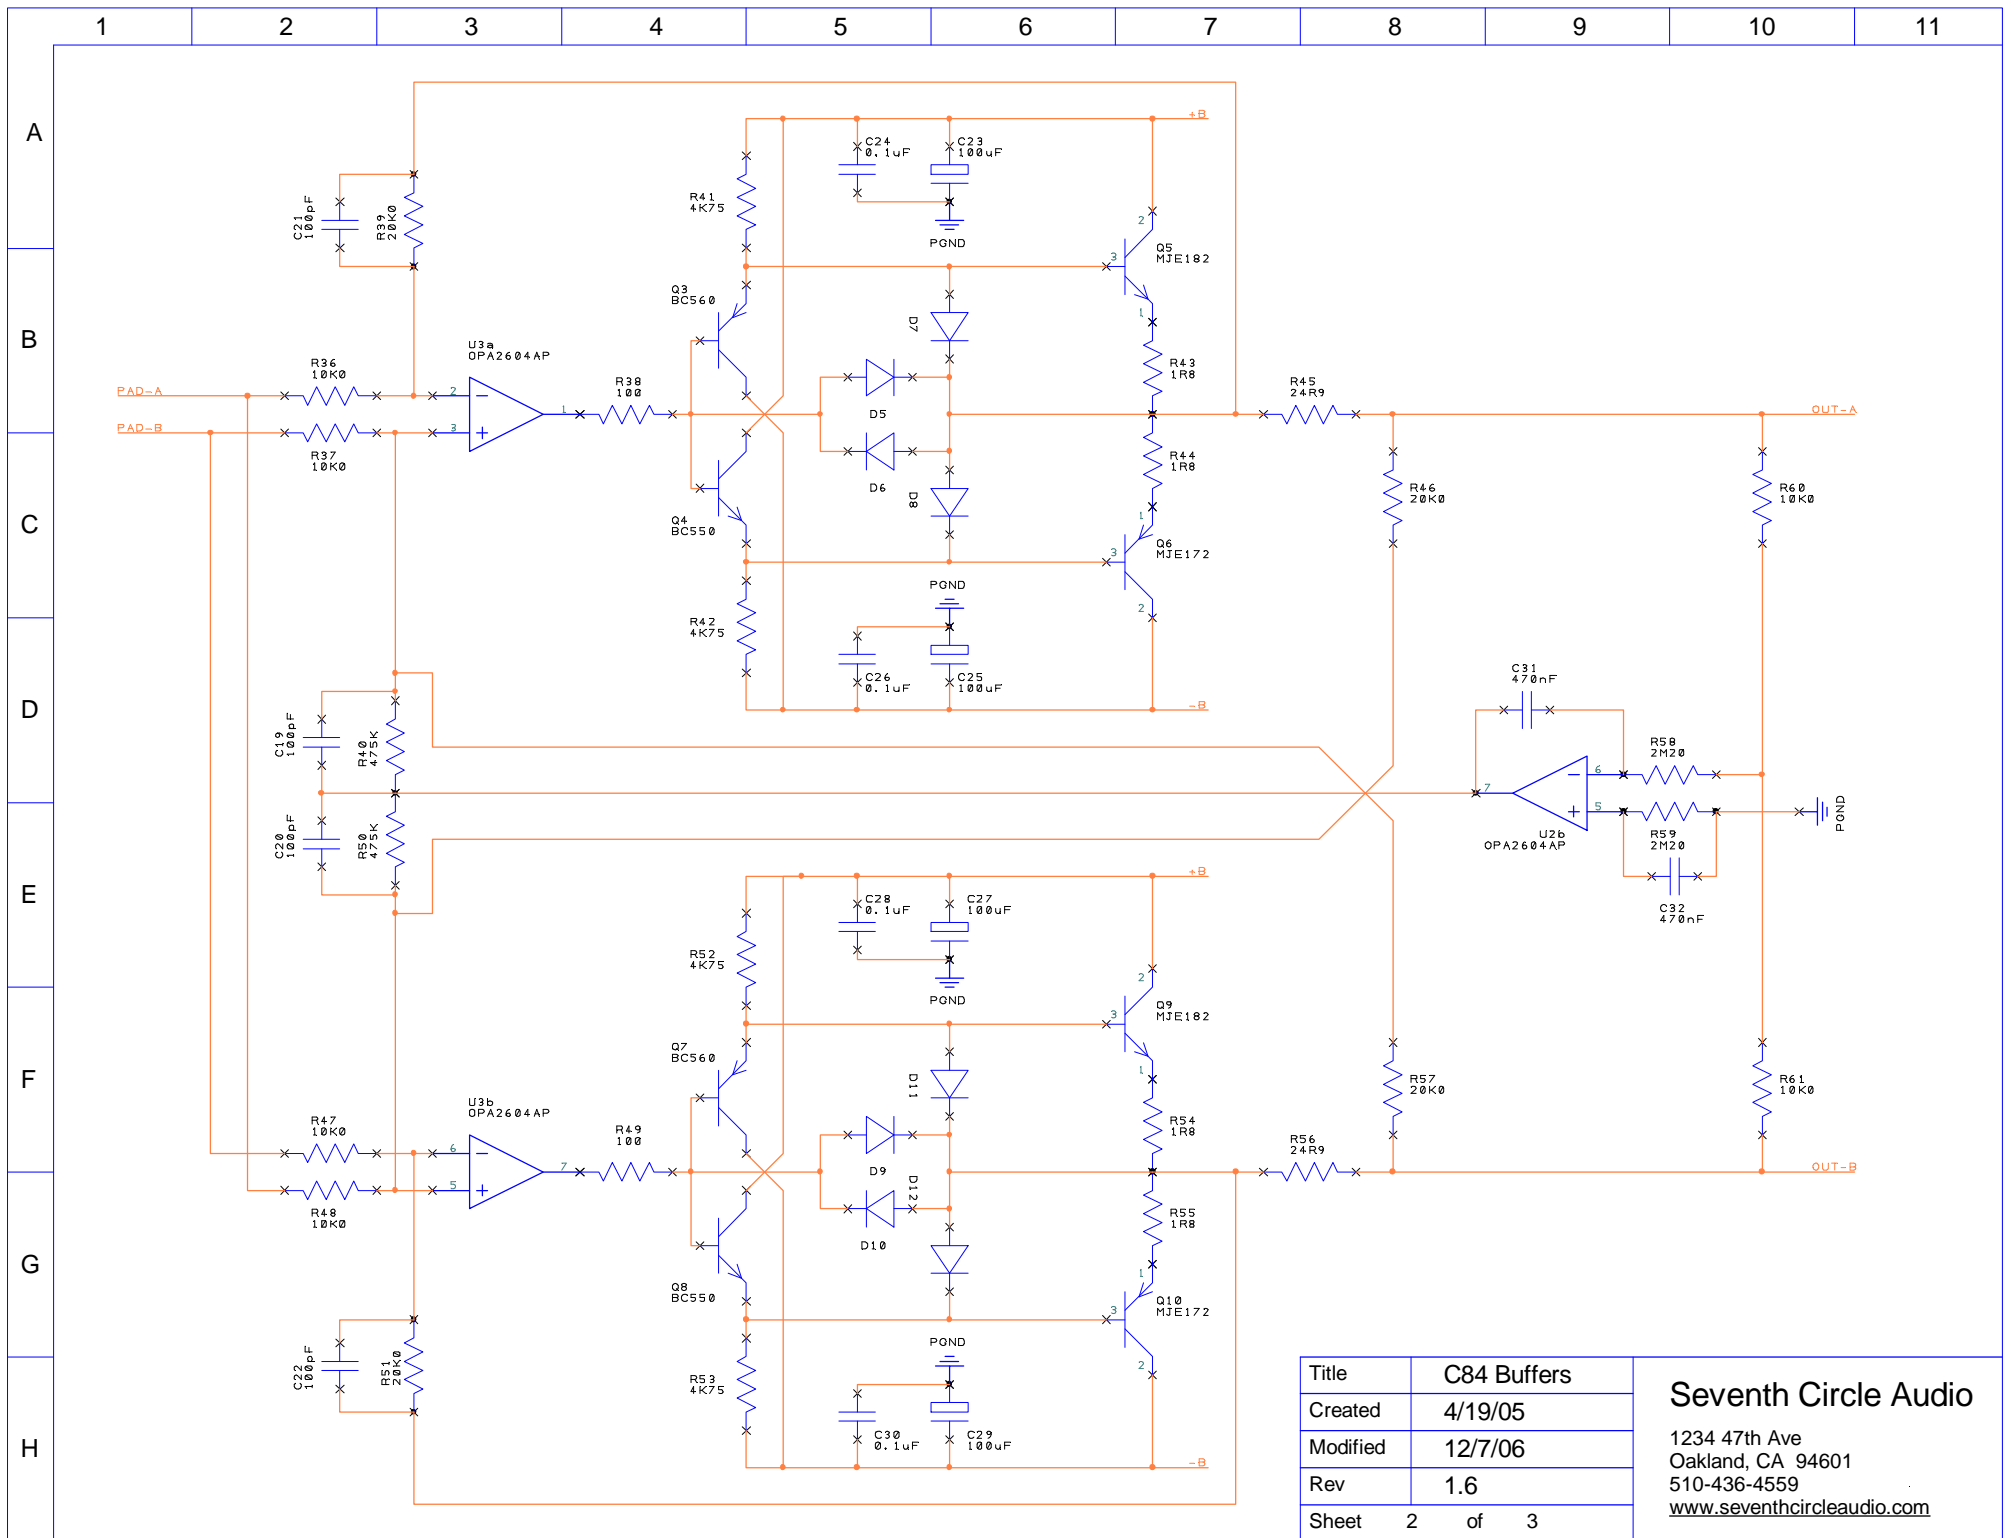 1 2 3 4 5 6 7 8 9 10 11
A
B
C
D
E
F
G
H
+B
C24
0.1uF
C23
100uF
PGND
R41
4K75
C21
100pF
R39
20K0
2
Q5
MJE182
3
1
Q3
BC560
D7
R43
1R8
U3a
OPA2604AP
PAD-A
R36
10K0
2
R38
100
1
D5
R45
24R9
OUT-A
PAD-B
R37
10K0
3
D6
D8
R44
1R8
R46
20K0
R60
10K0
Q4
BC550
1
Q6
MJE172
3
2
PGND
R42
4K75
C26
0.1uF
C25
100uF
-B
C31
470nF
C19
100pF
R40
475K
R58
2M20
6
7
5
PGND
U2b
OPA2604AP
R59
2M20
C32
470nF
C20
100pF
R50
475K
+B
C28
0.1uF
C27
100uF
PGND
R52
4K75
2
Q9
MJE182
3
1
Q7
BC560
D11
R54
1R8
R57
20K0
R61
10K0
U3b
OPA2604AP
R47
10K0
6
R49
100
7
D9
D12
R56
24R9
OUT-B
R48
10K0
5
D10
R55
1R8
Q8
BC550
1
Q10
MJE172
3
2
PGND
C22
100pF
R51
20K0
R53
4K75
C30
0.1uF
C29
100uF
-B
Title C84 Buffers
Created 4/19/05
Modified 12/7/06
Rev 1.6
Sheet 2 of 3
Seventh Circle Audio
1234 47th Ave
Oakland, CA 94601
510-436-4559
www.seventhcircleaudio.com